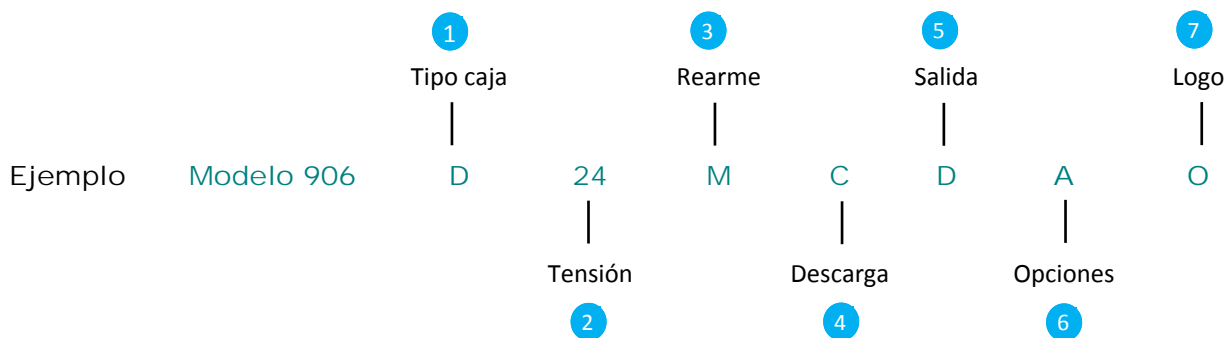 1 3 5 7
Tipo caja Rearme Salida Logo
Ejemplo Modelo 906 D 24 M C D A O
Tensión Descarga Opciones
2 4 6